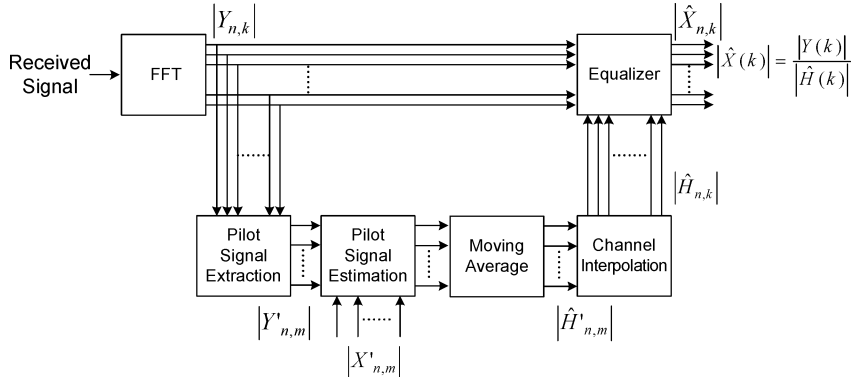 |Y_{n,k}|
|X̂_{n,k}|
Received
Signal
FFT
Equalizer
|X̂(k)| = |Y(k)| / |Ĥ(k)|
|Ĥ_{n,k}|
Pilot
Signal
Extraction
Pilot
Signal
Estimation
Moving
Average
Channel
Interpolation
|Y'_{n,m}|
|Ĥ'_{n,m}|
|X'_{n,m}|